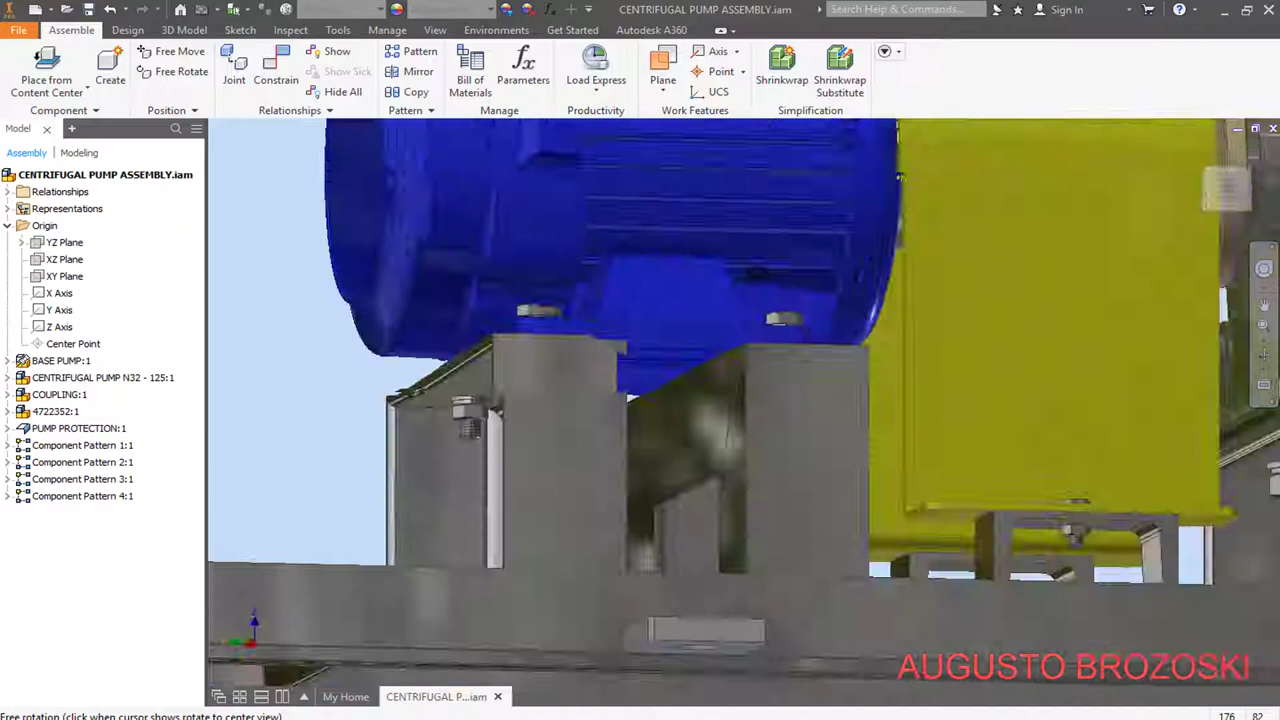 CENTRIFUGAL PUMP ASSEMBLY.iam
Search Help & Commands...
Sign In
File
Assemble
Design
3D Model
Sketch
Inspect
Tools
Manage
View
Environments
Get Started
Autodesk A360
Place from
Content Center
Create
Free Move
Free Rotate
Joint
Constrain
Show
Show Sick
Hide All
Pattern
Mirror
Copy
Bill of
Materials
Parameters
Load Express
Plane
Axis
Point
UCS
Shrinkwrap
Shrinkwrap
Substitute
Component
Position
Relationships
Pattern
Manage
Productivity
Work Features
Simplification
Model
Assembly
Modeling
CENTRIFUGAL PUMP ASSEMBLY.iam
Relationships
Representations
Origin
YZ Plane
XZ Plane
XY Plane
X Axis
Y Axis
Z Axis
Center Point
BASE PUMP:1
CENTRIFUGAL PUMP N32 - 125:1
COUPLING:1
4722352:1
PUMP PROTECTION:1
Component Pattern 1:1
Component Pattern 2:1
Component Pattern 3:1
Component Pattern 4:1
AUGUSTO BROZOSKI
My Home
CENTRIFUGAL P...iam
Free rotation (click when cursor shows rotate to center view)
176
82